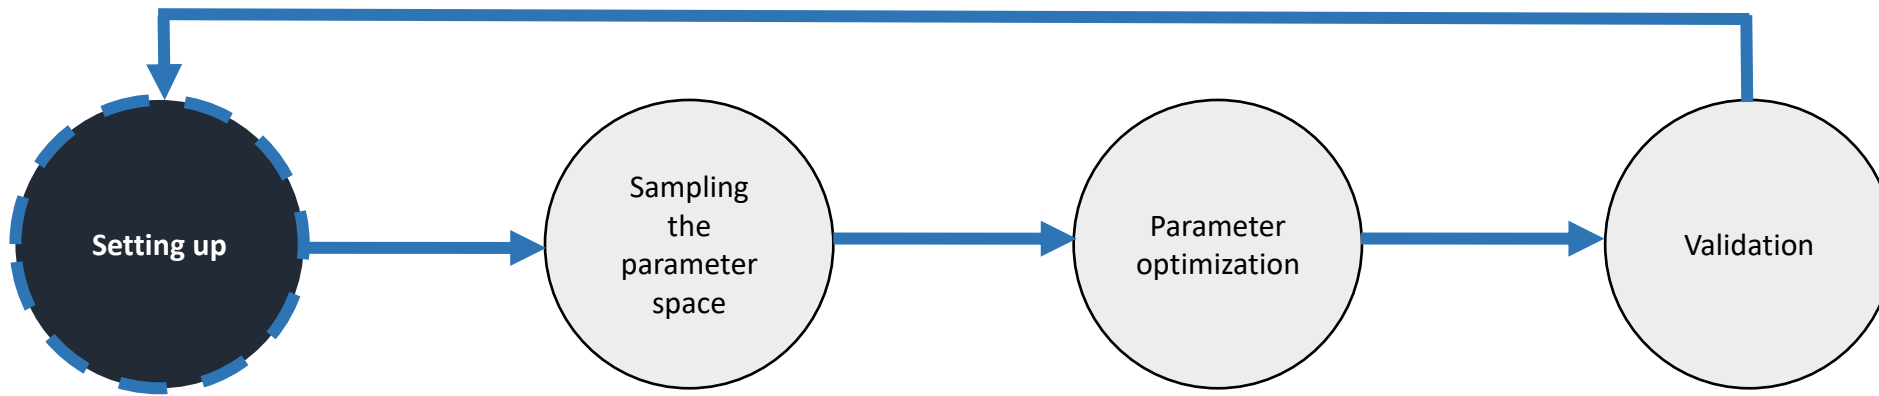 Setting up
Sampling
the
parameter
space
Parameter
optimization
Validation